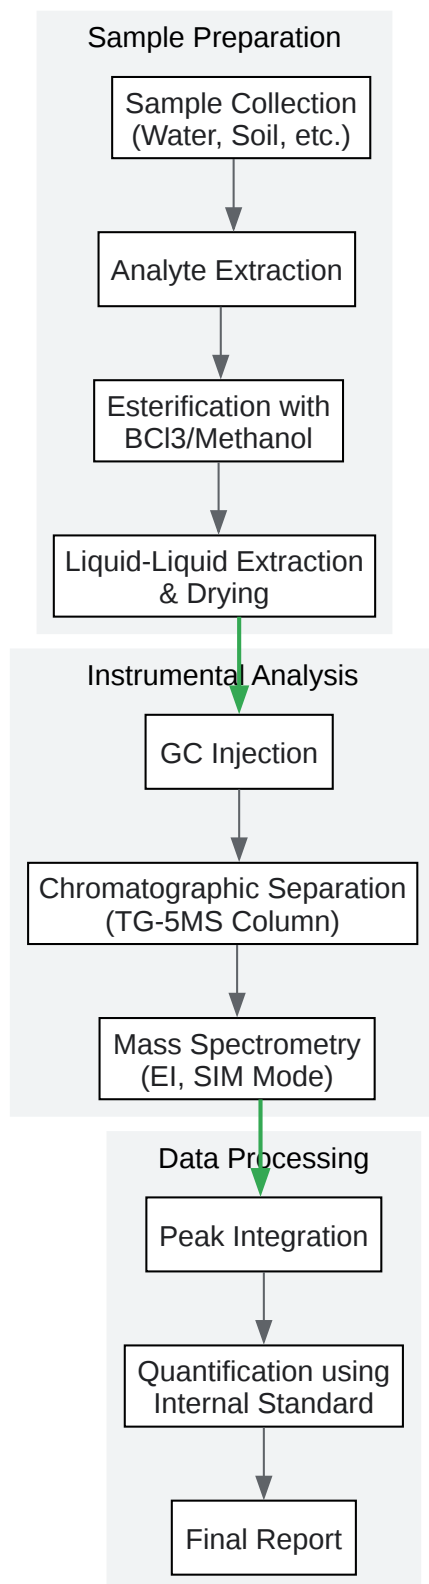 Sample Preparation
Sample Collection
(Water, Soil, etc.)
Analyte Extraction
Esterification with
BCl3/Methanol
Liquid-Liquid Extraction
& Drying
Instrumental Analysis
GC Injection
Chromatographic Separation
(TG-5MS Column)
Mass Spectrometry
(EI, SIM Mode)
Data Processing
Peak Integration
Quantification using
Internal Standard
Final Report